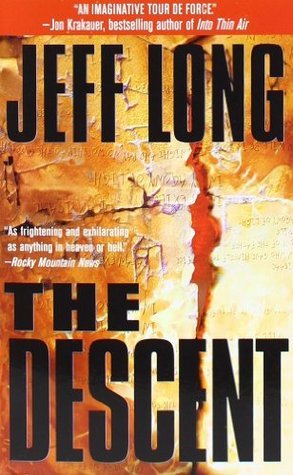 "AN IMAGINATIVE TOUR DE FORCE."
—Jon Krakauer, bestselling author of Into Thin Air
JEFF LONG
"As frightening and exhilarating
as anything in heaven or hell."
—Rocky Mountain News
THE
DESCENT